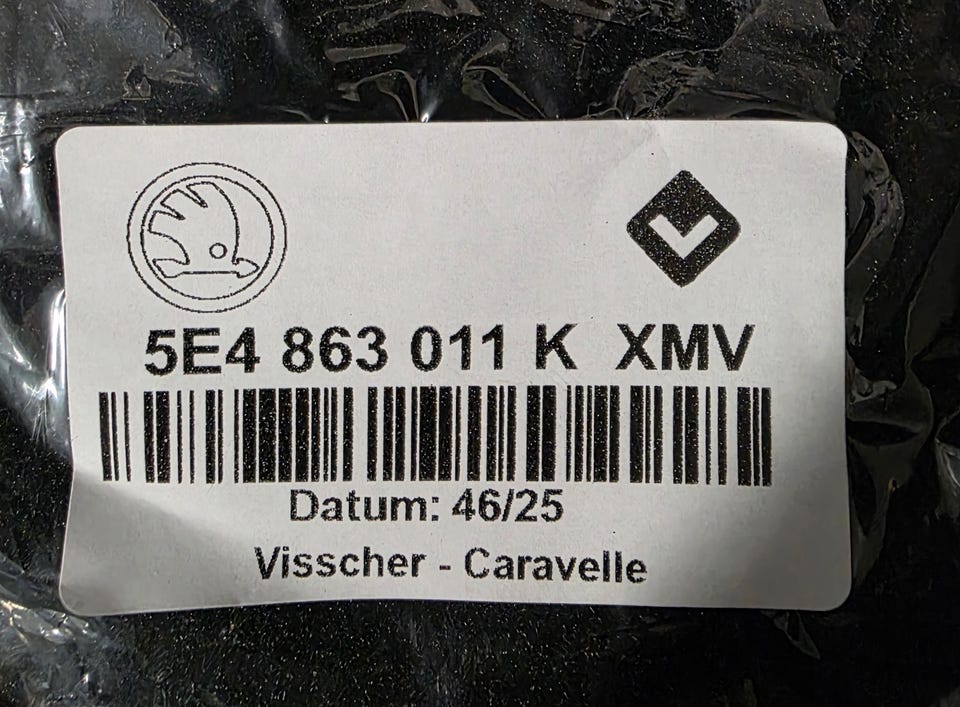 5E4 863 011 K XMV
Datum: 46/25
Visscher - Caravelle